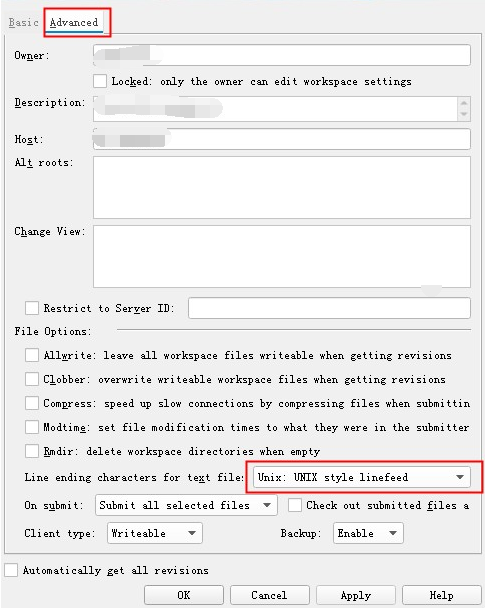 Basic Advanced
Owner:
Locked: only the owner can edit workspace settings
Description:
Host:
Alt roots:
Change View:
Restrict to Server ID:
File Options:
Allwrite: leave all workspace files writeable when getting revisions
Clobber: overwrite writeable workspace files when getting revisions
Compress: speed up slow connections by compressing files when submittin
Modtime: set file modification times to what they were in the submitter
Rmdir: delete workspace directories when empty
Line ending characters for text file: Unix: UNIX style linefeed
On submit: Submit all selected files Check out submitted files a
Client type: Writeable Backup: Enable
Automatically get all revisions
OK Cancel Apply Help